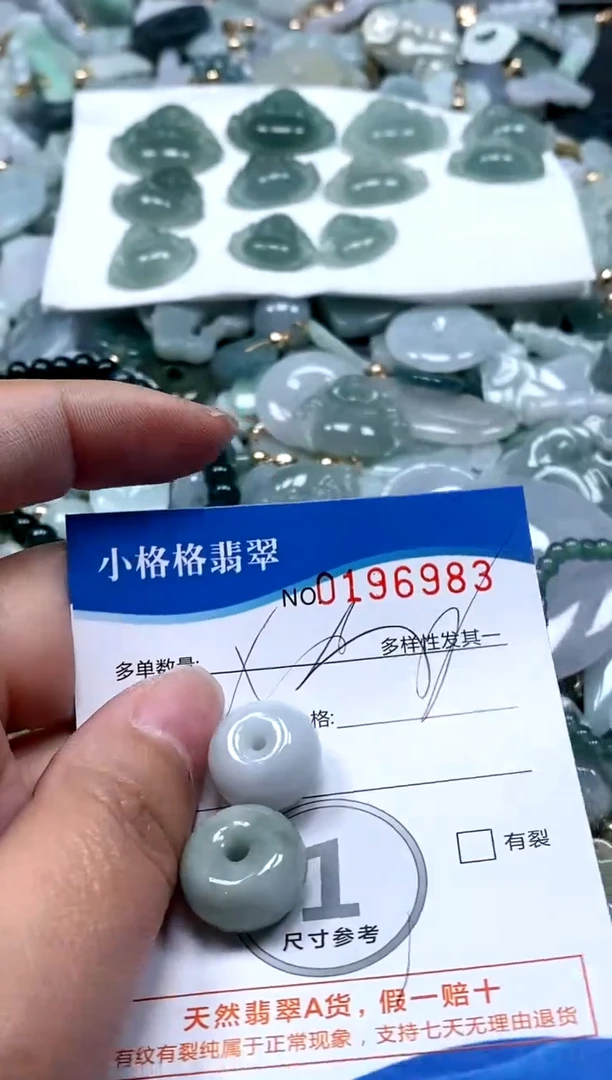 小格格翡翠
NO0196983
多单数量:
多样性发其一
格:
1
尺寸参考
有裂
天然翡翠A货，假一赔十
有纹有裂纯属于正常现象，支持七天无理由退货